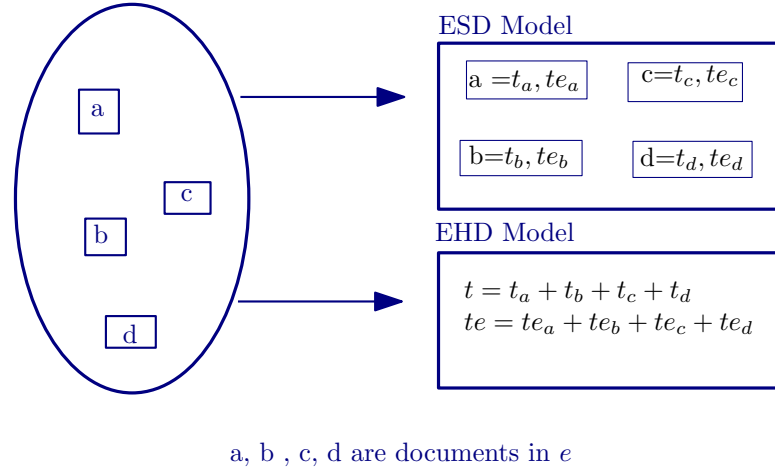 a
c
b
d
ESD Model
a =t_a, te_a
c=t_c, te_c
b=t_b, te_b
d=t_d, te_d
EHD Model
t = t_a + t_b + t_c + t_d
te = te_a + te_b + te_c + te_d
a, b , c, d are documents in e